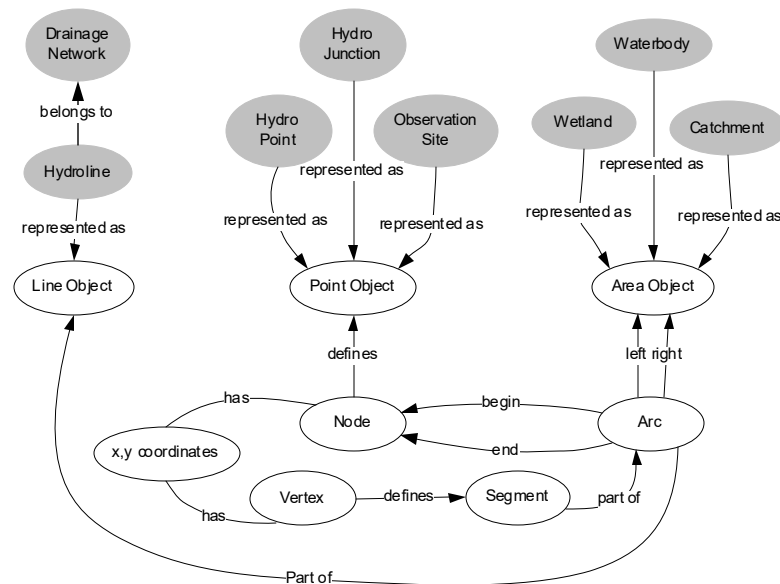 Drainage
Network
Hydro
Junction
Waterbody
belongs to
Hydro
Point
Observation
Site
Wetland
Catchment
Hydroline
represented as
represented as
represented as
represented as
represented as
represented as
represented as
Line Object
Point Object
Area Object
defines
left right
has
begin
Node
Arc
x,y coordinates
end
Vertex
defines
Segment
part of
has
Part of